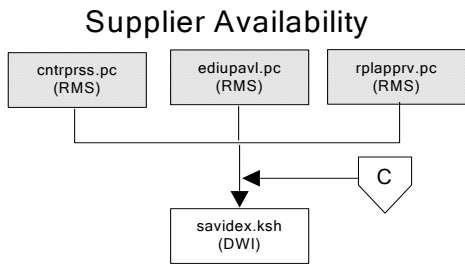 Supplier Availability
cntrprss.pc
(RMS)
ediupavl.pc
(RMS)
rplapprv.pc
(RMS)
C
savidex.ksh
(DWI)